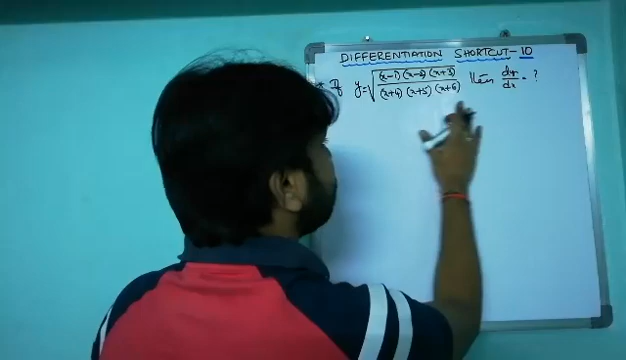 DIFFERENTIATION SHORTCUT-10
* If y=√((x-1)(x-2)(x+3)/(x+4)(x+5)(x+6)) then dy/dx = ?